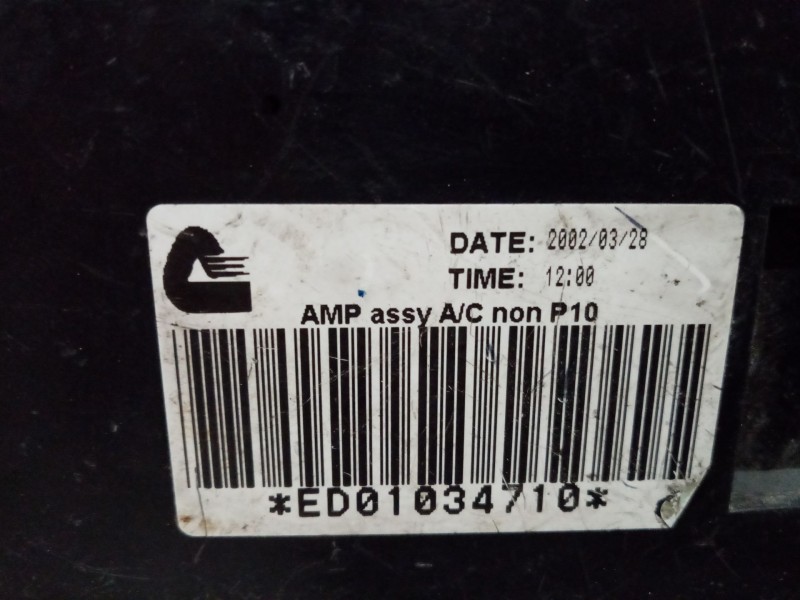 DATE: 2002/03/28
TIME: 12:00
AMP assy A/C non P10
*ED01034710*